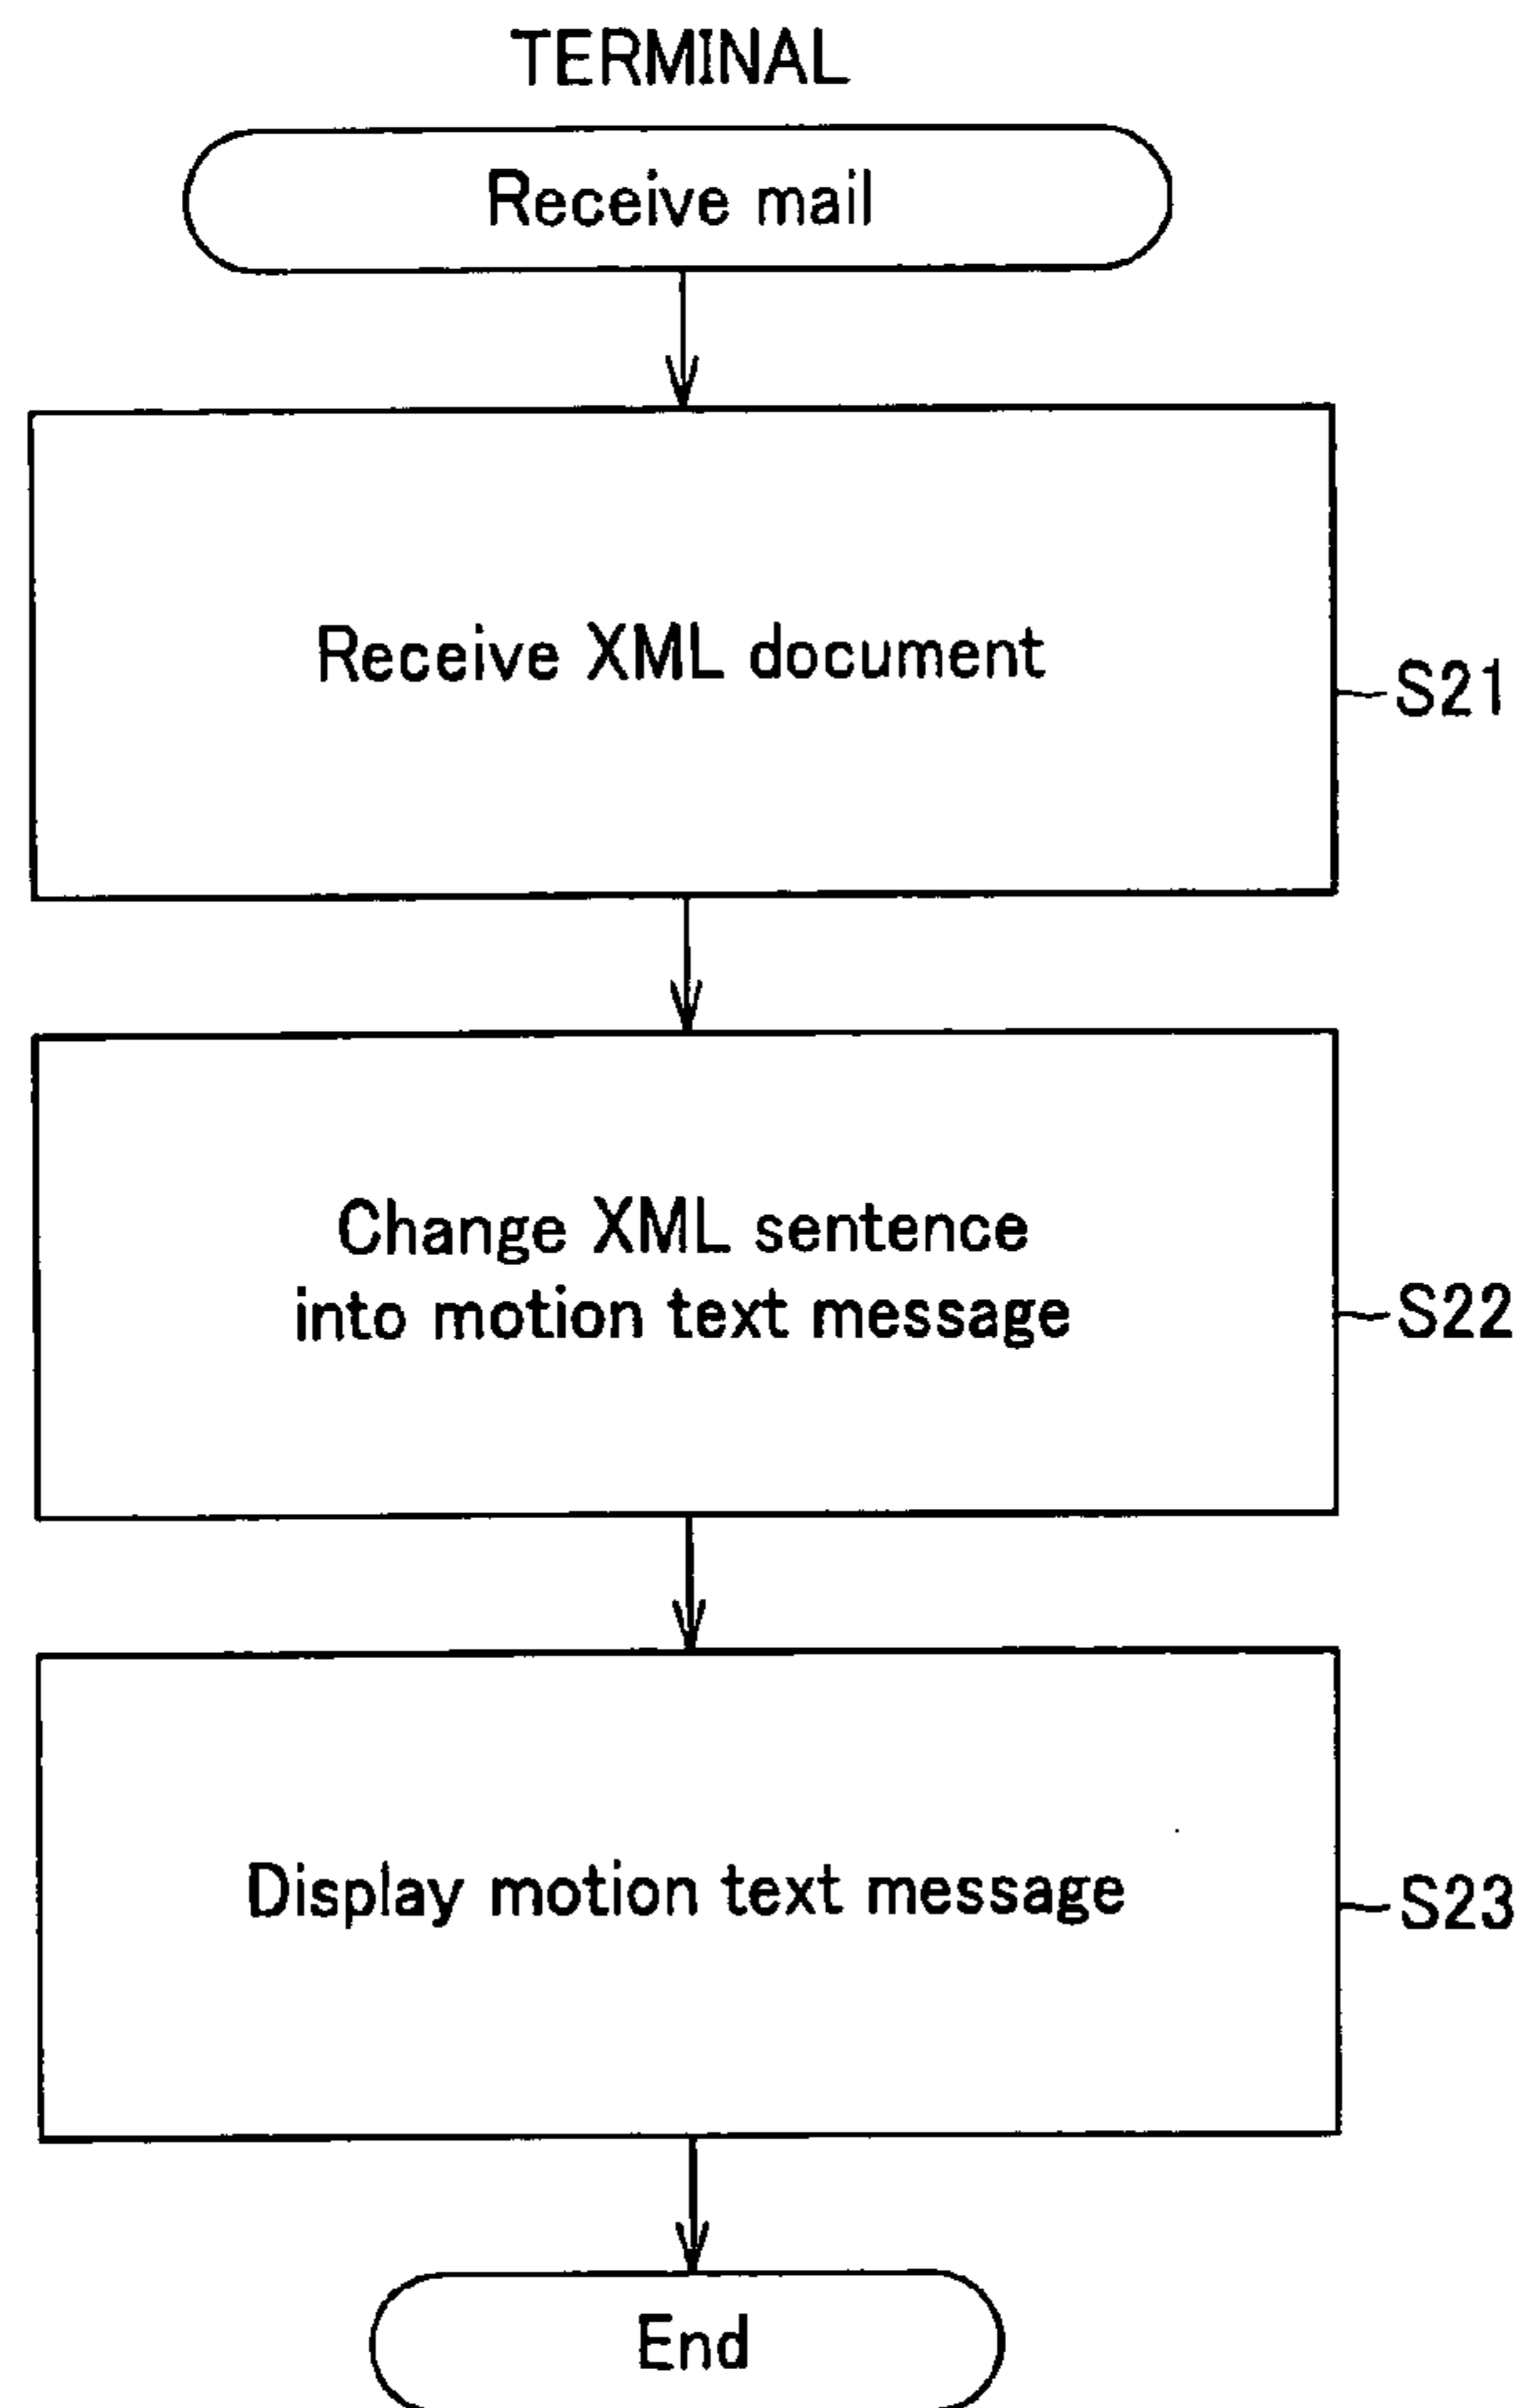 TERMINAL
Receive mail
Receive XML document
S21
Change XML sentence
into motion text message
S22
Display motion text message
S23
End